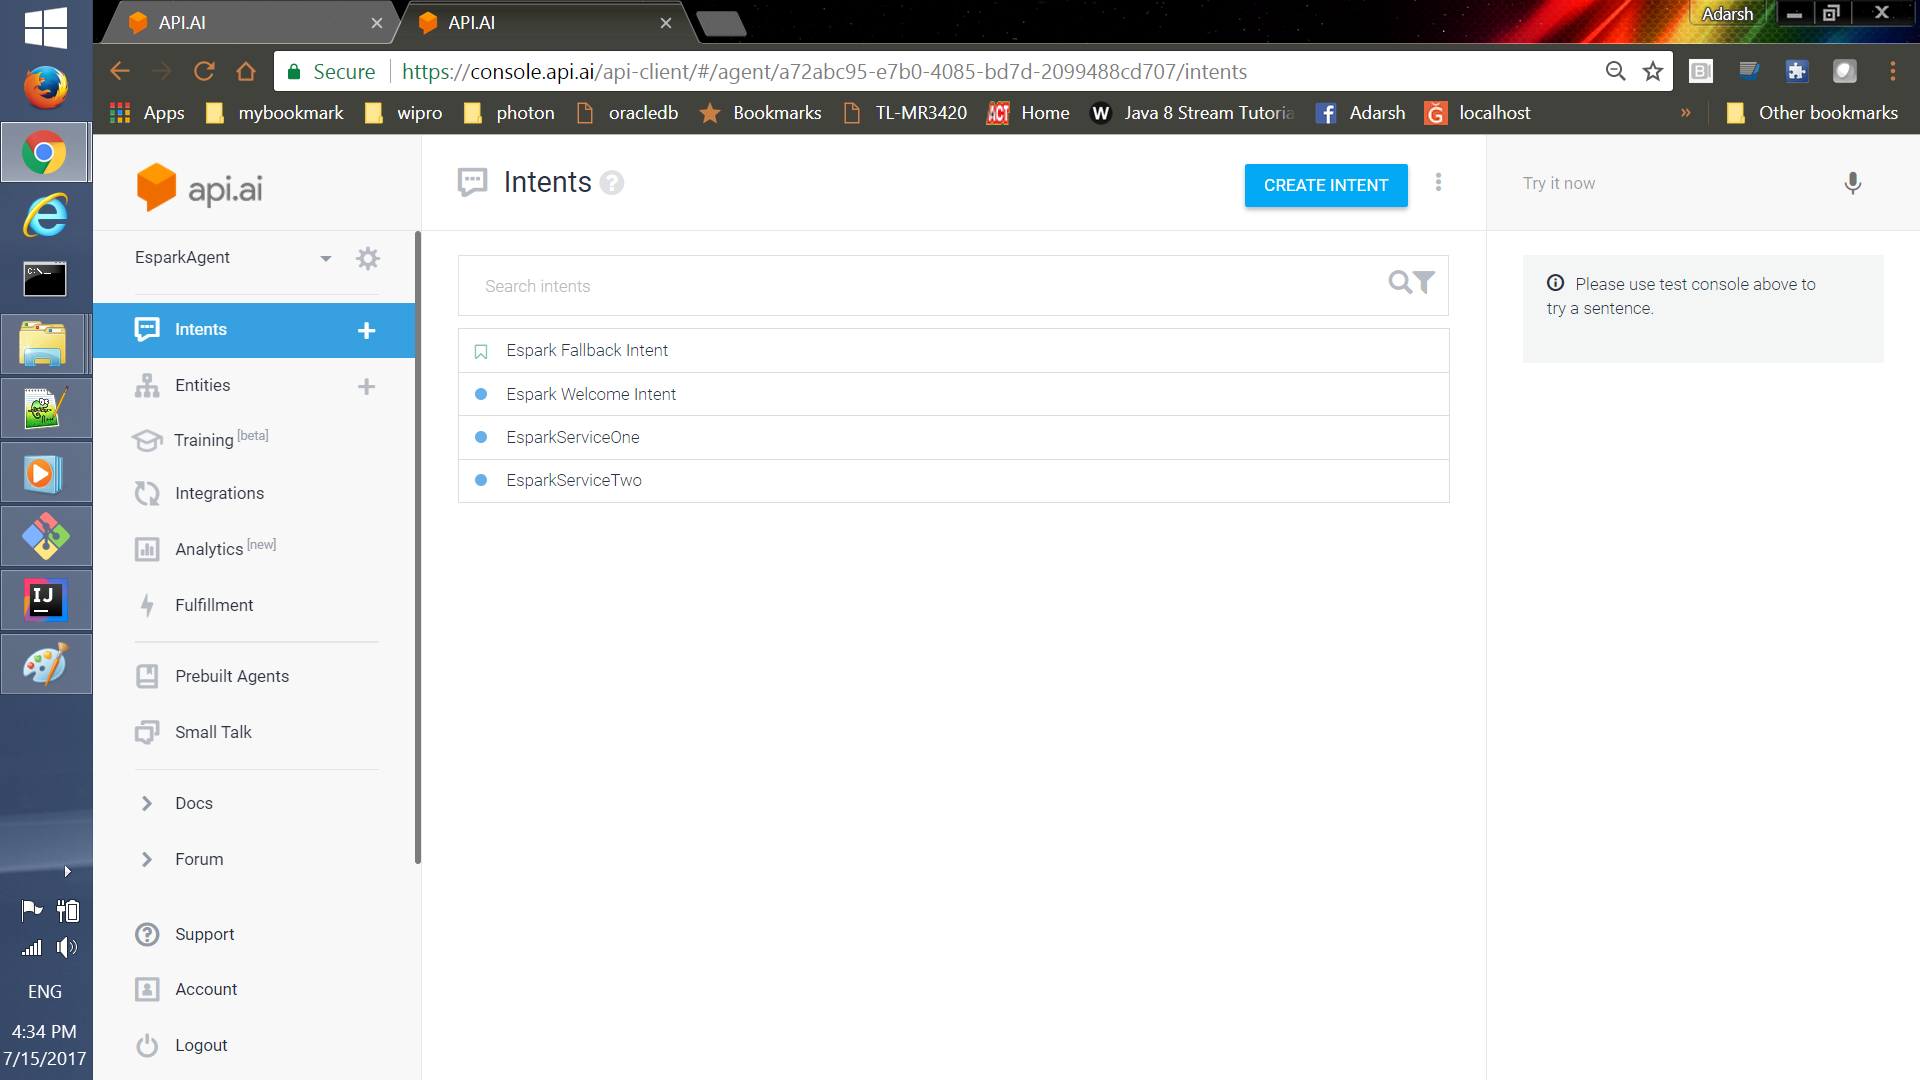 API.AI
API.AI
Adarsh
Secure
https://console.api.ai/api-client/#/agent/a72abc95-e7b0-4085-bd7d-2099488cd707/intents
Apps mybookmark wipro photon oracledb Bookmarks TL-MR3420 ACT Home W Java 8 Stream Tutoria Adarsh localhost » Other bookmarks
api.ai
EsparkAgent
Intents
Entities
Training [beta]
Integrations
Analytics [new]
Fulfillment
Prebuilt Agents
Small Talk
Docs
Forum
Support
Account
Logout
Intents
CREATE INTENT
Search intents
Espark Fallback Intent
Espark Welcome Intent
EsparkServiceOne
EsparkServiceTwo
Try it now
Please use test console above to
try a sentence.
C:\_
IJ
ENG
4:34 PM
7/15/2017